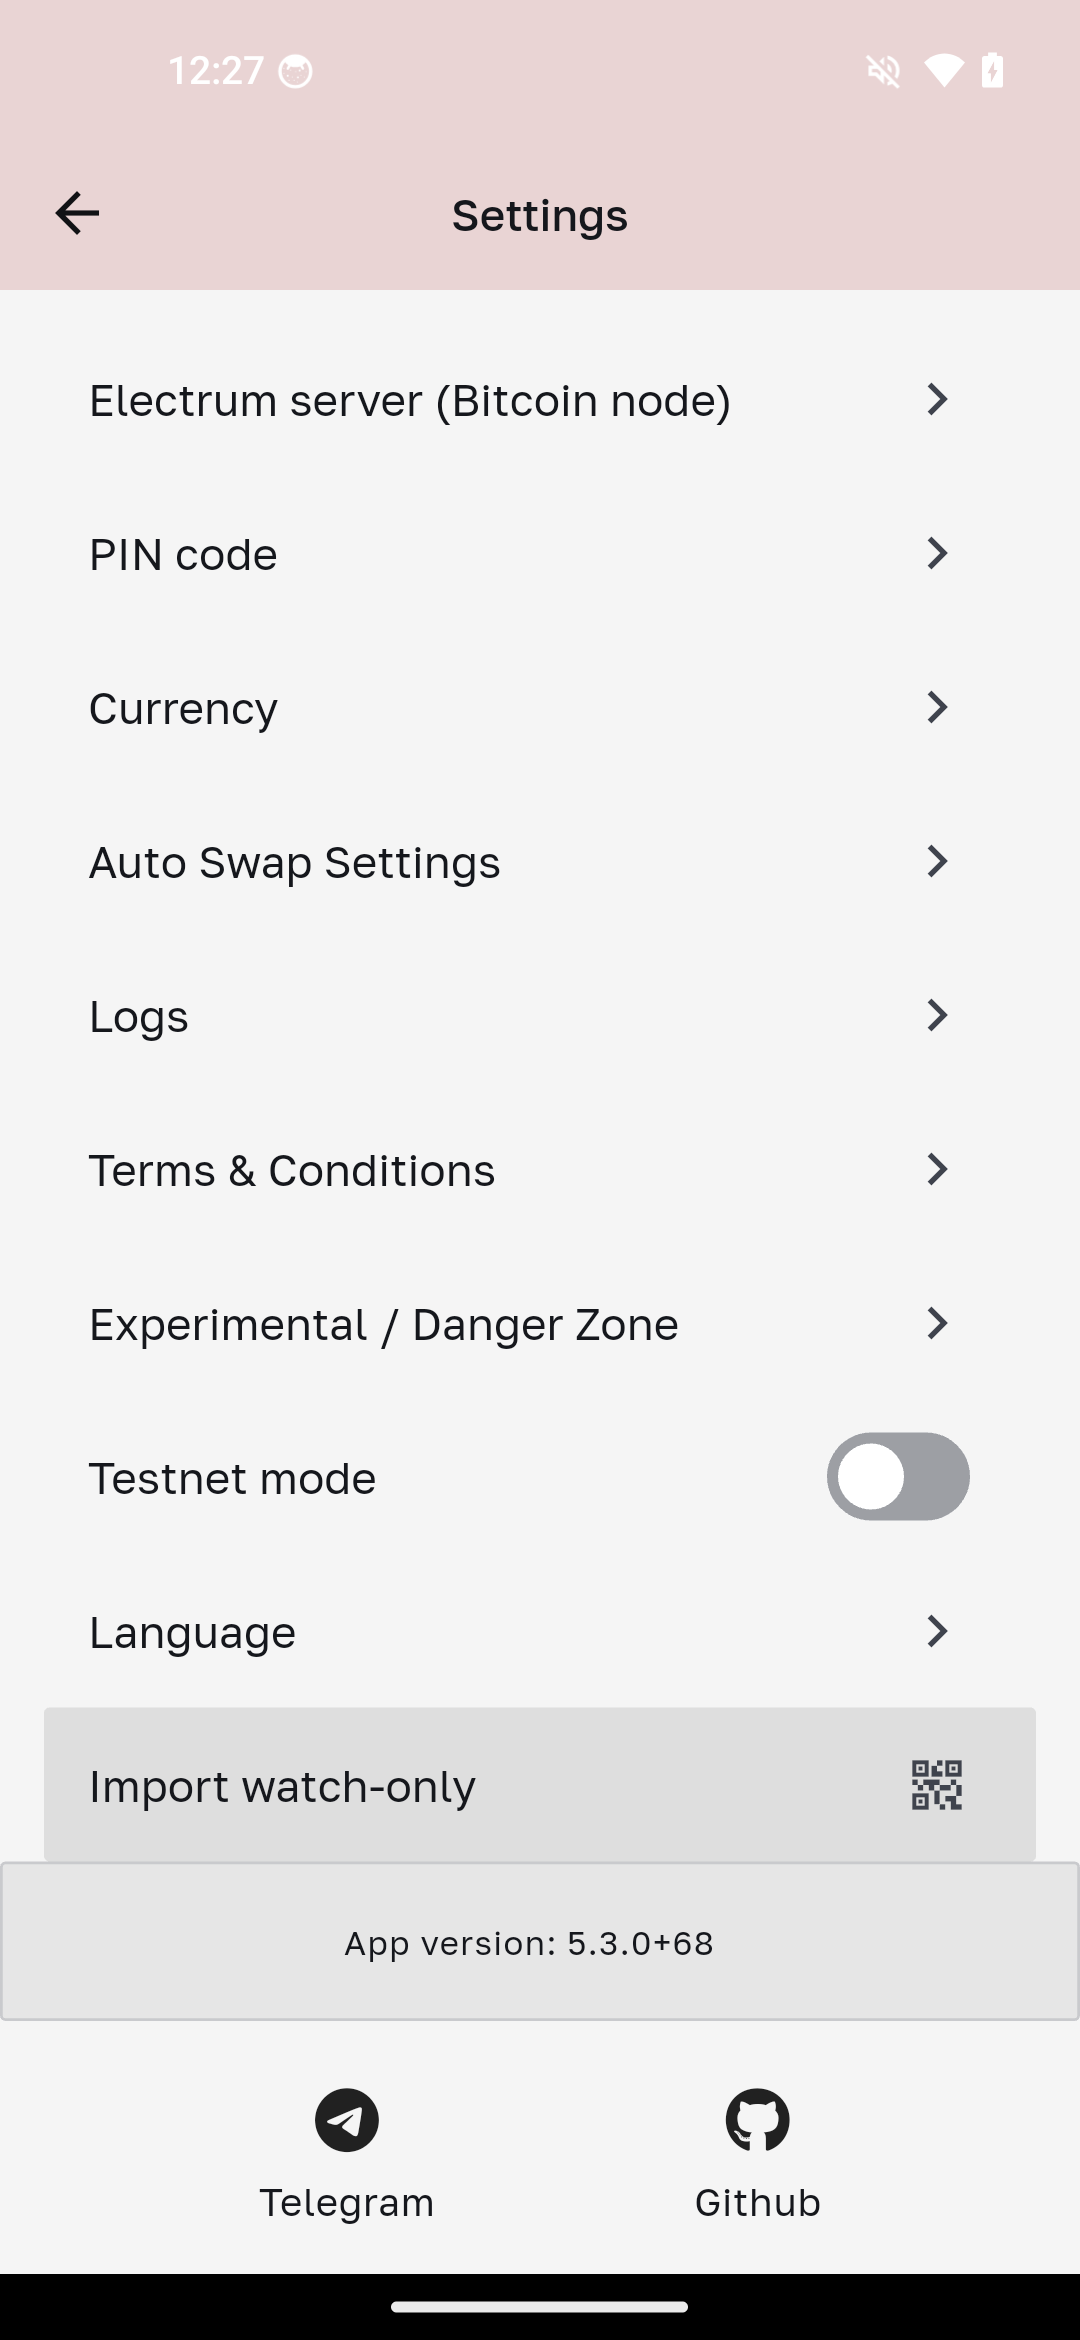 12:27
Settings
Electrum server (Bitcoin node)
PIN code
Currency
Auto Swap Settings
Logs
Terms & Conditions
Experimental / Danger Zone
Testnet mode
Language
Import watch-only
App version: 5.3.0+68
Telegram
Github